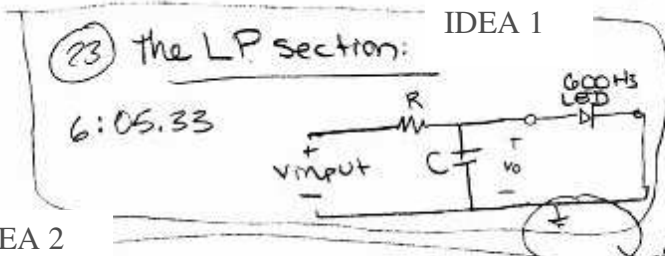 IDEA 1
23 the LP section:
6:05.33
600Hz
LED
R
+
vinput
-
C
+
vo
-
EA 2